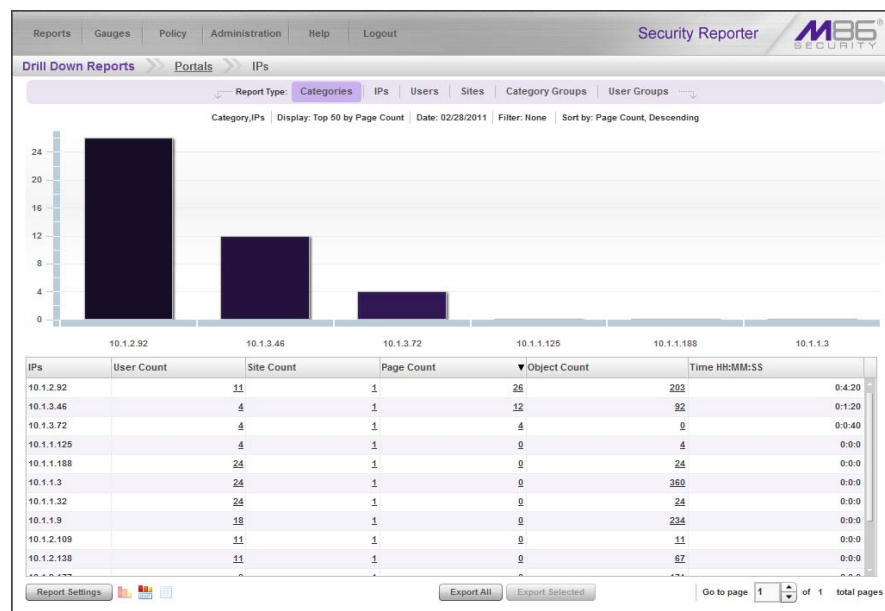 Reports Gauges Policy Administration Help Logout Security Reporter M86®
SECURITY
Drill Down Reports Portals IPs
Report Type: Categories IPs Users Sites Category Groups User Groups
Category,IPs Display: Top 50 by Page Count Date: 02/28/2011 Filter: None Sort by: Page Count, Descending
24
20
16
12
8
4
0
10.1.2.92 10.1.3.46 10.1.3.72 10.1.1.125 10.1.1.188 10.1.1.3
IPs User Count Site Count Page Count ▼ Object Count Time HH:MM:SS
10.1.2.92 11 1 26 203 0:4:20
10.1.3.46 4 1 12 92 0:1:20
10.1.3.72 4 1 4 0 0:0:40
10.1.1.125 4 1 0 4 0:0:0
10.1.1.188 24 1 0 24 0:0:0
10.1.1.3 24 1 0 360 0:0:0
10.1.1.32 24 1 0 24 0:0:0
10.1.1.9 18 1 0 234 0:0:0
10.1.2.109 11 1 0 11 0:0:0
10.1.2.138 11 1 0 67 0:0:0
Report Settings Export All Export Selected Go to page 1 of 1 total pages